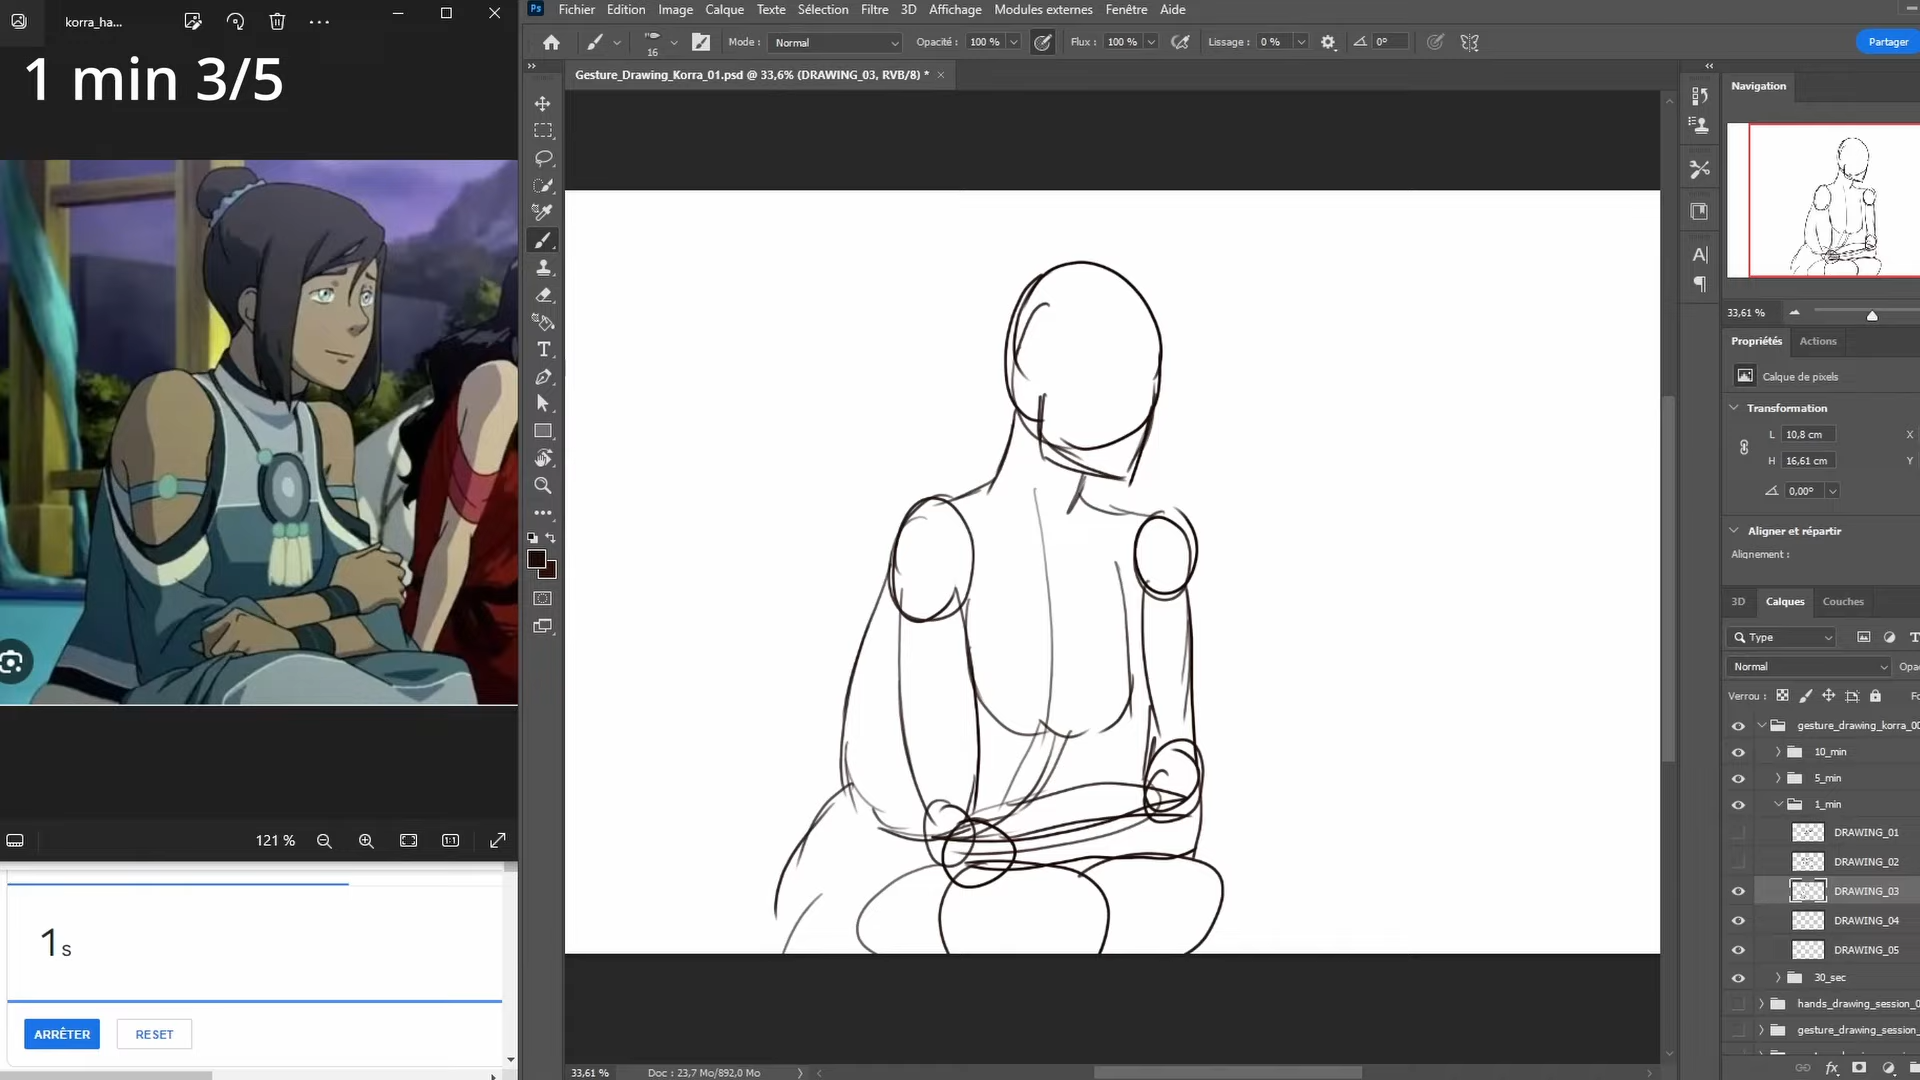 korra_ha...
1 min 3/5
121 %
1 s
ARRÊTER
RESET
Ps
Fichier Edition Image Calque Texte Sélection Filtre 3D Affichage Modules externes Fenêtre Aide
16
Mode : Normal
Opacité : 100 %
Flux : 100 %
Lissage : 0 %
0°
Partager
Gesture_Drawing_Korra_01.psd @ 33,6% (DRAWING_03, RVB/8) *
33,61 %
Doc : 23,7 Mo/892,0 Mo
Navigation
33,61 %
Propriétés Actions
Calque de pixels
Transformation
L 10,8 cm X
H 16,61 cm Y
0,00°
Aligner et répartir
Alignement :
3D Calques Couches
Type
Normal Opa
Verrou : Fo
gesture_drawing_korra_00
10_min
5_min
1_min
DRAWING_01
DRAWING_02
DRAWING_03
DRAWING_04
DRAWING_05
30_sec
hands_drawing_session_0
gesture_drawing_session_